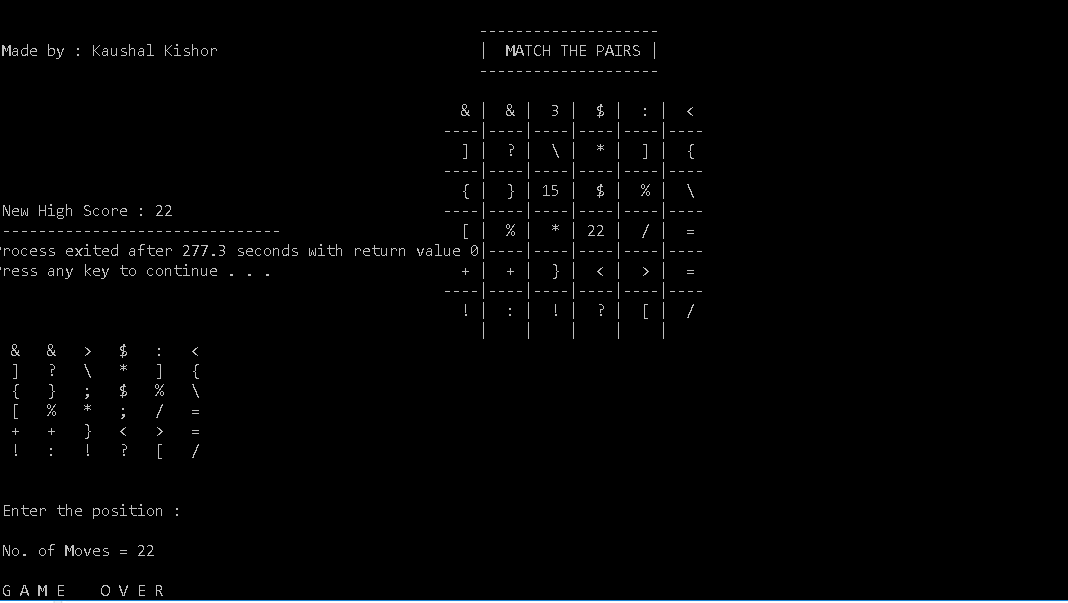 -------------------
Made by : Kaushal Kishor | MATCH THE PAIRS |
-------------------
& | & | 3 | $ | : | <
----|----|----|----|----|----
] | ? | \ | * | ] | {
----|----|----|----|----|----
{ | } | 15 | $ | % | \
New High Score : 22 ----|----|----|----|----|----
------------------------------- [ | % | * | 22 | / | =
rocess exited after 277.3 seconds with return value 0|----|----|----|----|----
ress any key to continue . . . + | + | } | < | > | =
----|----|----|----|----|----
! | : | ! | ? | [ | /
| | | | |
& & > $ : <
] ? \ * ] {
{ } ; $ % \
[ % * ; / =
+ + } < > =
! : ! ? [ /
Enter the position :
No. of Moves = 22
G A M E   O V E R